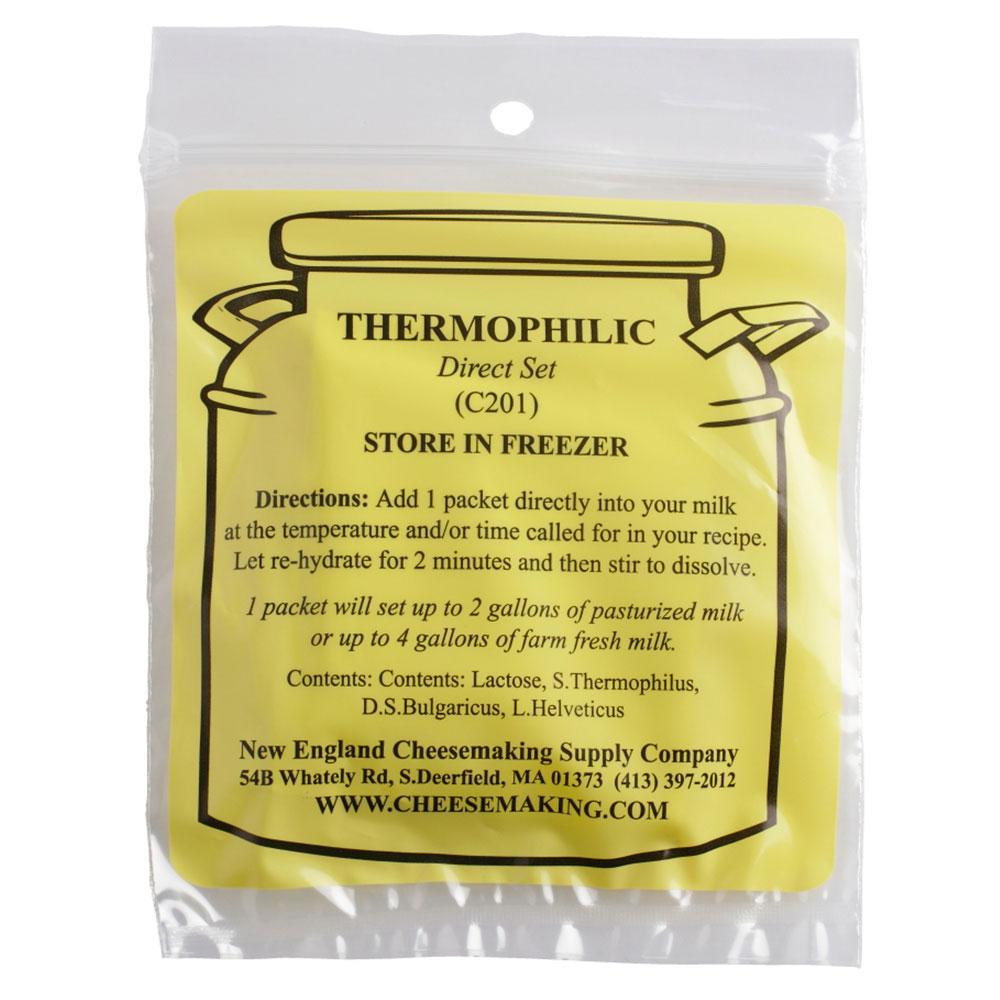 THERMOPHILIC
Direct Set
(C201)
STORE IN FREEZER
Directions: Add 1 packet directly into your milk
at the temperature and/or time called for in your recipe.
Let re-hydrate for 2 minutes and then stir to dissolve.
1 packet will set up to 2 gallons of pasturized milk
or up to 4 gallons of farm fresh milk.
Contents: Contents: Lactose, S.Thermophilus,
D.S.Bulgaricus, L.Helveticus
New England Cheesemaking Supply Company
54B Whately Rd, S.Deerfield, MA 01373 (413) 397-2012
WWW.CHEESEMAKING.COM